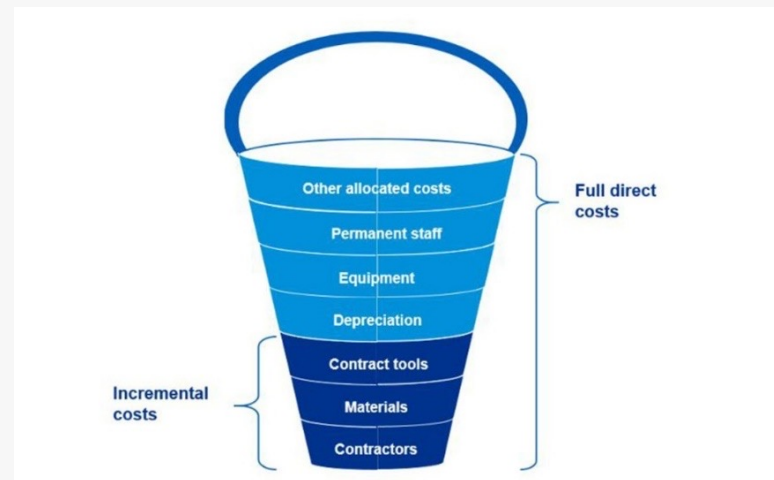 Other allocated costs
Full direct
costs
Permanent staff
Equipment
Depreciation
Contract tools
Incremental
costs
Materials
Contractors